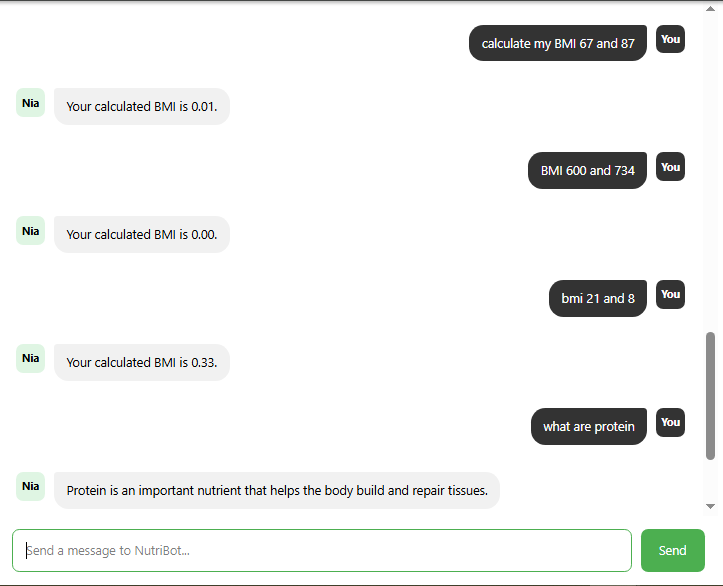 calculate my BMI 67 and 87
You
Nia
Your calculated BMI is 0.01.
BMI 600 and 734
You
Nia
Your calculated BMI is 0.00.
bmi 21 and 8
You
Nia
Your calculated BMI is 0.33.
what are protein
You
Nia
Protein is an important nutrient that helps the body build and repair tissues.
Send a message to NutriBot...
Send